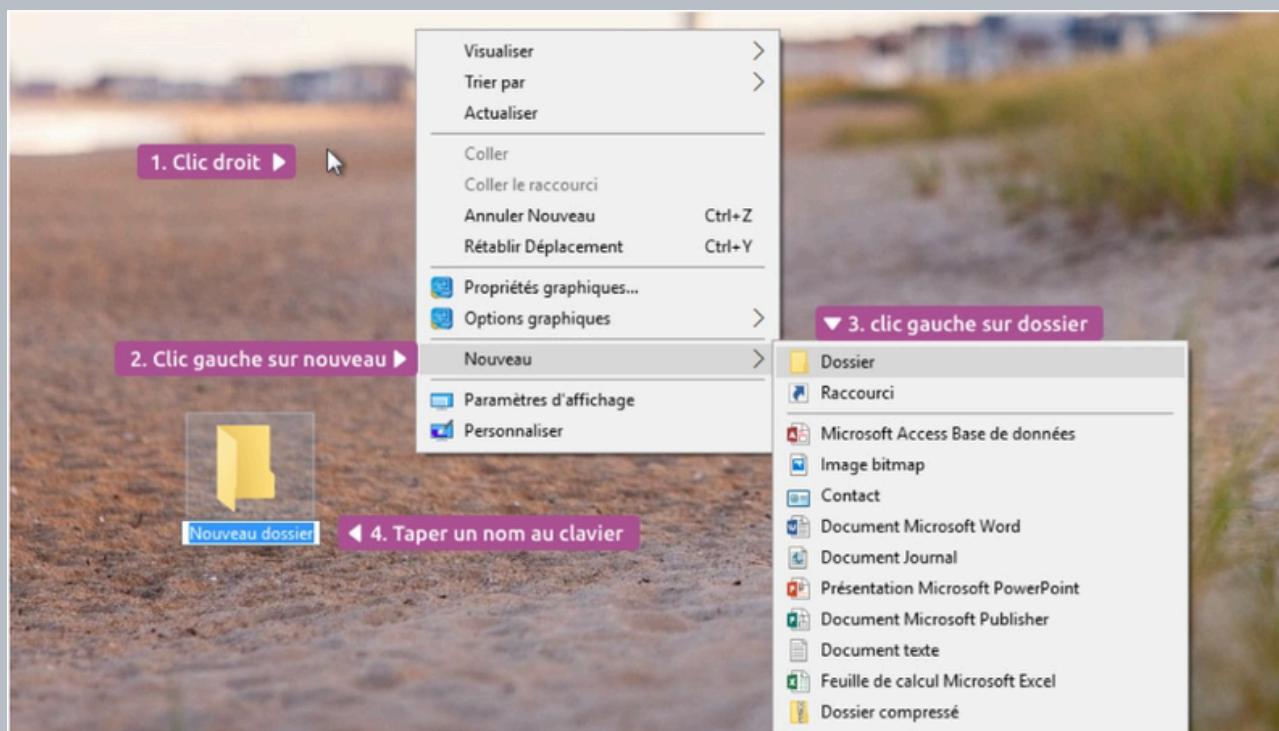 Visualiser
Trier par
Actualiser
1. Clic droit
Coller
Coller le raccourci
Annuler Nouveau Ctrl+Z
Rétablir Déplacement Ctrl+Y
Propriétés graphiques...
Options graphiques
3. clic gauche sur dossier
2. Clic gauche sur nouveau
Nouveau
Paramètres d'affichage
Personnaliser
Dossier
Raccourci
Microsoft Access Base de données
Image bitmap
Contact
Document Microsoft Word
Document Journal
Présentation Microsoft PowerPoint
Document Microsoft Publisher
Document texte
Feuille de calcul Microsoft Excel
Dossier compressé
Nouveau dossier
4. Taper un nom au clavier